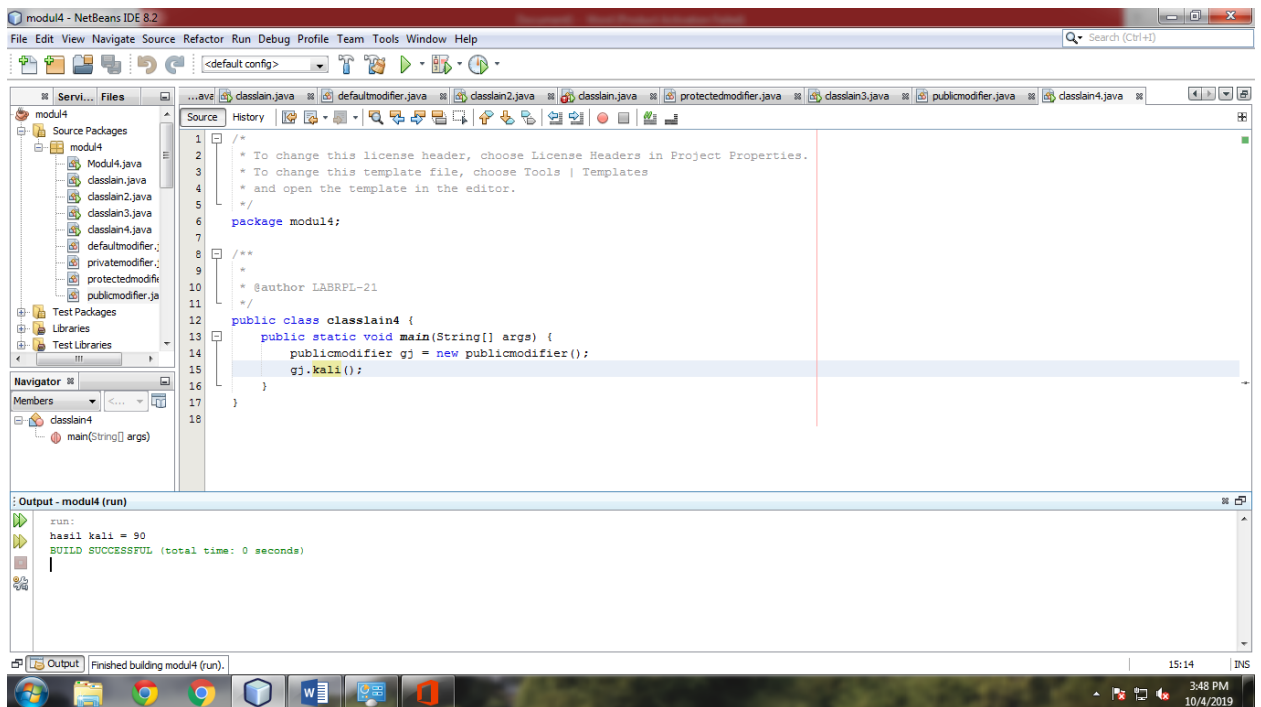 modul4 - NetBeans IDE 8.2
File Edit View Navigate Source Refactor Run Debug Profile Team Tools Window Help
Search (Ctrl+I)
<default config>
Servi... Files
...ava classlain.java defaultmodifier.java classlain2.java classlain.java protectedmodifier.java classlain3.java publicmodifier.java classlain4.java
modul4
Source Packages
modul4
Modul4.java
classlain.java
classlain2.java
classlain3.java
classlain4.java
defaultmodifier.j
privatemodifier.j
protectedmodifie
publicmodifier.ja
Test Packages
Libraries
Test Libraries
Source History
1 /*
2 * To change this license header, choose License Headers in Project Properties.
3 * To change this template file, choose Tools | Templates
4 * and open the template in the editor.
5 */
6 package modul4;
7
8 /**
9 *
10 * @author LABRPL-21
11 */
12 public class classlain4 {
13 public static void main(String[] args) {
14 publicmodifier gj = new publicmodifier();
15 gj.kali();
16 }
17 }
18
Navigator
Members <...
classlain4
main(String[] args)
Output - modul4 (run)
run:
hasil kali = 90
BUILD SUCCESSFUL (total time: 0 seconds)
Output Finished building modul4 (run).
15:14 INS
3:48 PM
10/4/2019